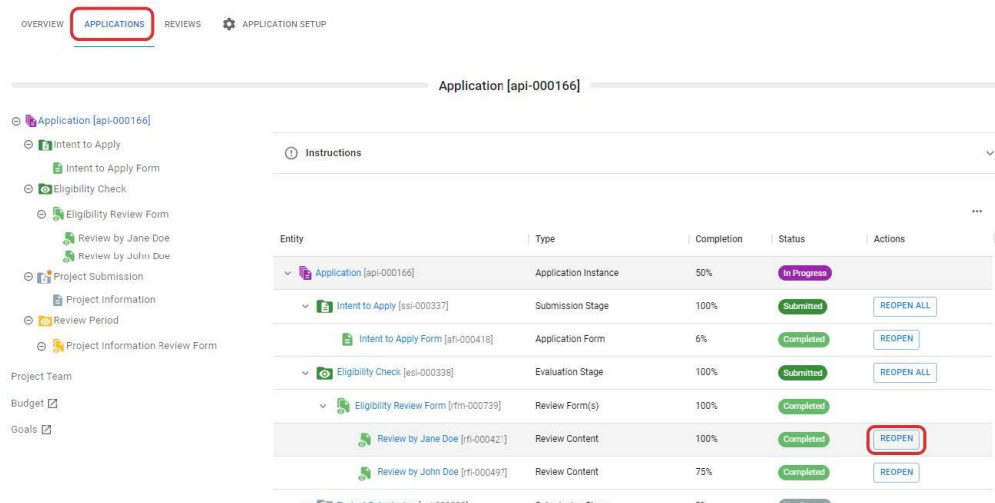 OVERVIEW APPLICATIONS REVIEWS APPLICATION SETUP
Application [api-000166]
Application [api-000166]
Intent to Apply
Intent to Apply Form
Eligibility Check
Eligibility Review Form
Review by Jane Doe
Review by John Doe
Project Submission
Project Information
Review Period
Project Information Review Form
Project Team
Budget
Goals
Instructions
Entity Type Completion Status Actions
Application [api-000166] Application Instance 50% In Progress
Intent to Apply [ssi-000337] Submission Stage 100% Submitted REOPEN ALL
Intent to Apply Form [afi-000418] Application Form 6% Completed REOPEN
Eligibility Check [esi-000338] Evaluation Stage 100% Submitted REOPEN ALL
Eligibility Review Form [rfm-000739] Review Form(s) 100% Completed
Review by Jane Doe [rfi-000421] Review Content 100% Completed REOPEN
Review by John Doe [rfi-000497] Review Content 75% Completed REOPEN